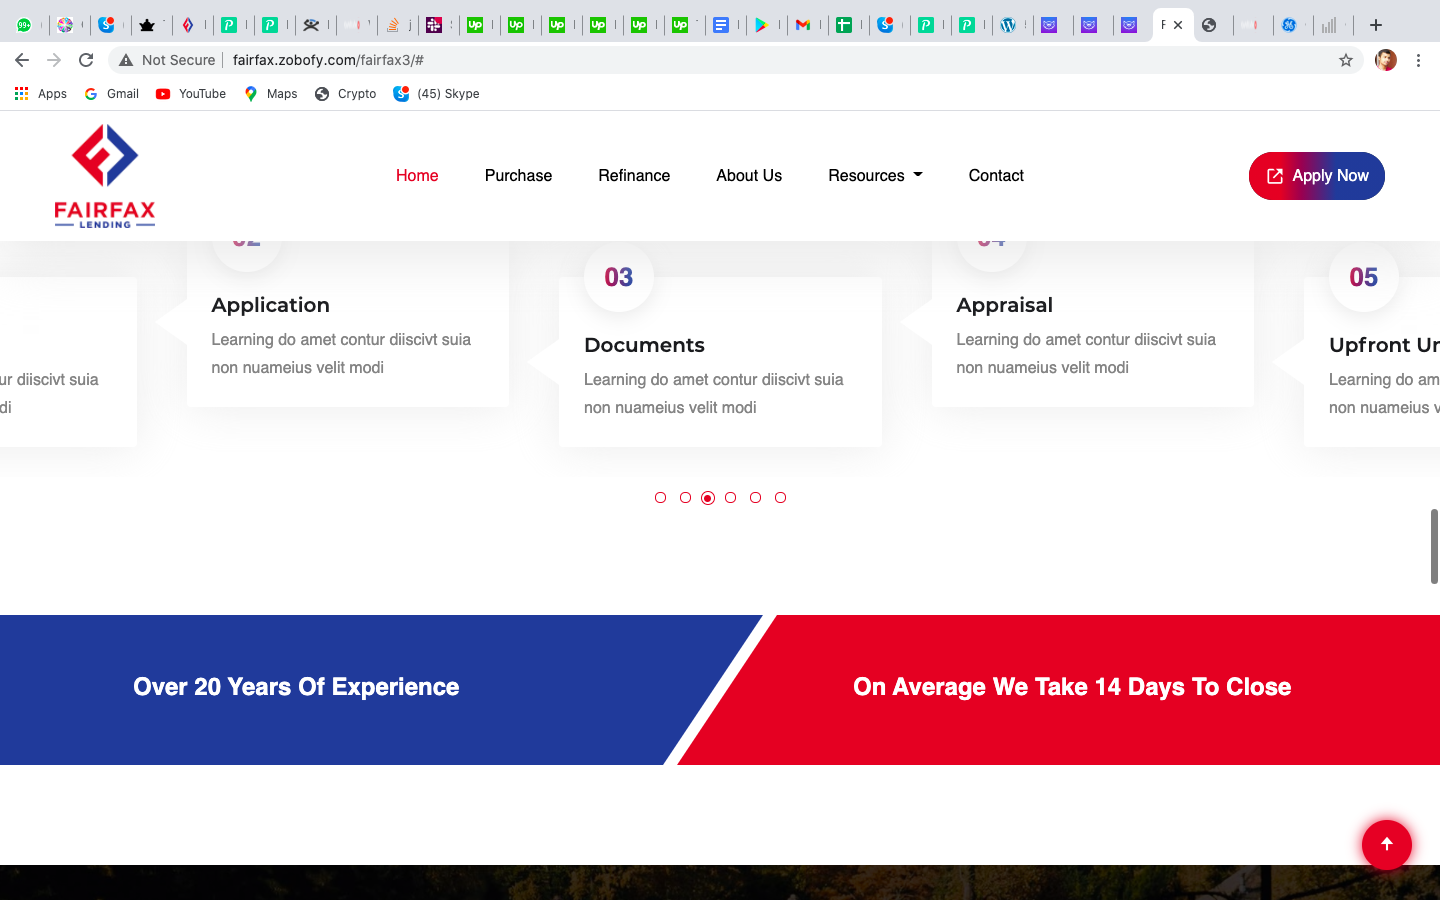 Not Secure
fairfax.zobofy.com/fairfax3/#
Apps
Gmail
YouTube
Maps
Crypto
(45) Skype
FAIRFAX
LENDING
Home
Purchase
Refinance
About Us
Resources
Contact
Apply Now
02
03
04
05
Application
Learning do amet contur diiscivt suia
non nuameius velit modi
Documents
Learning do amet contur diiscivt suia
non nuameius velit modi
Appraisal
Learning do amet contur diiscivt suia
non nuameius velit modi
Upfront Un
Learning do am
non nuameius v
ur diiscivt suia
di
Over 20 Years Of Experience
On Average We Take 14 Days To Close